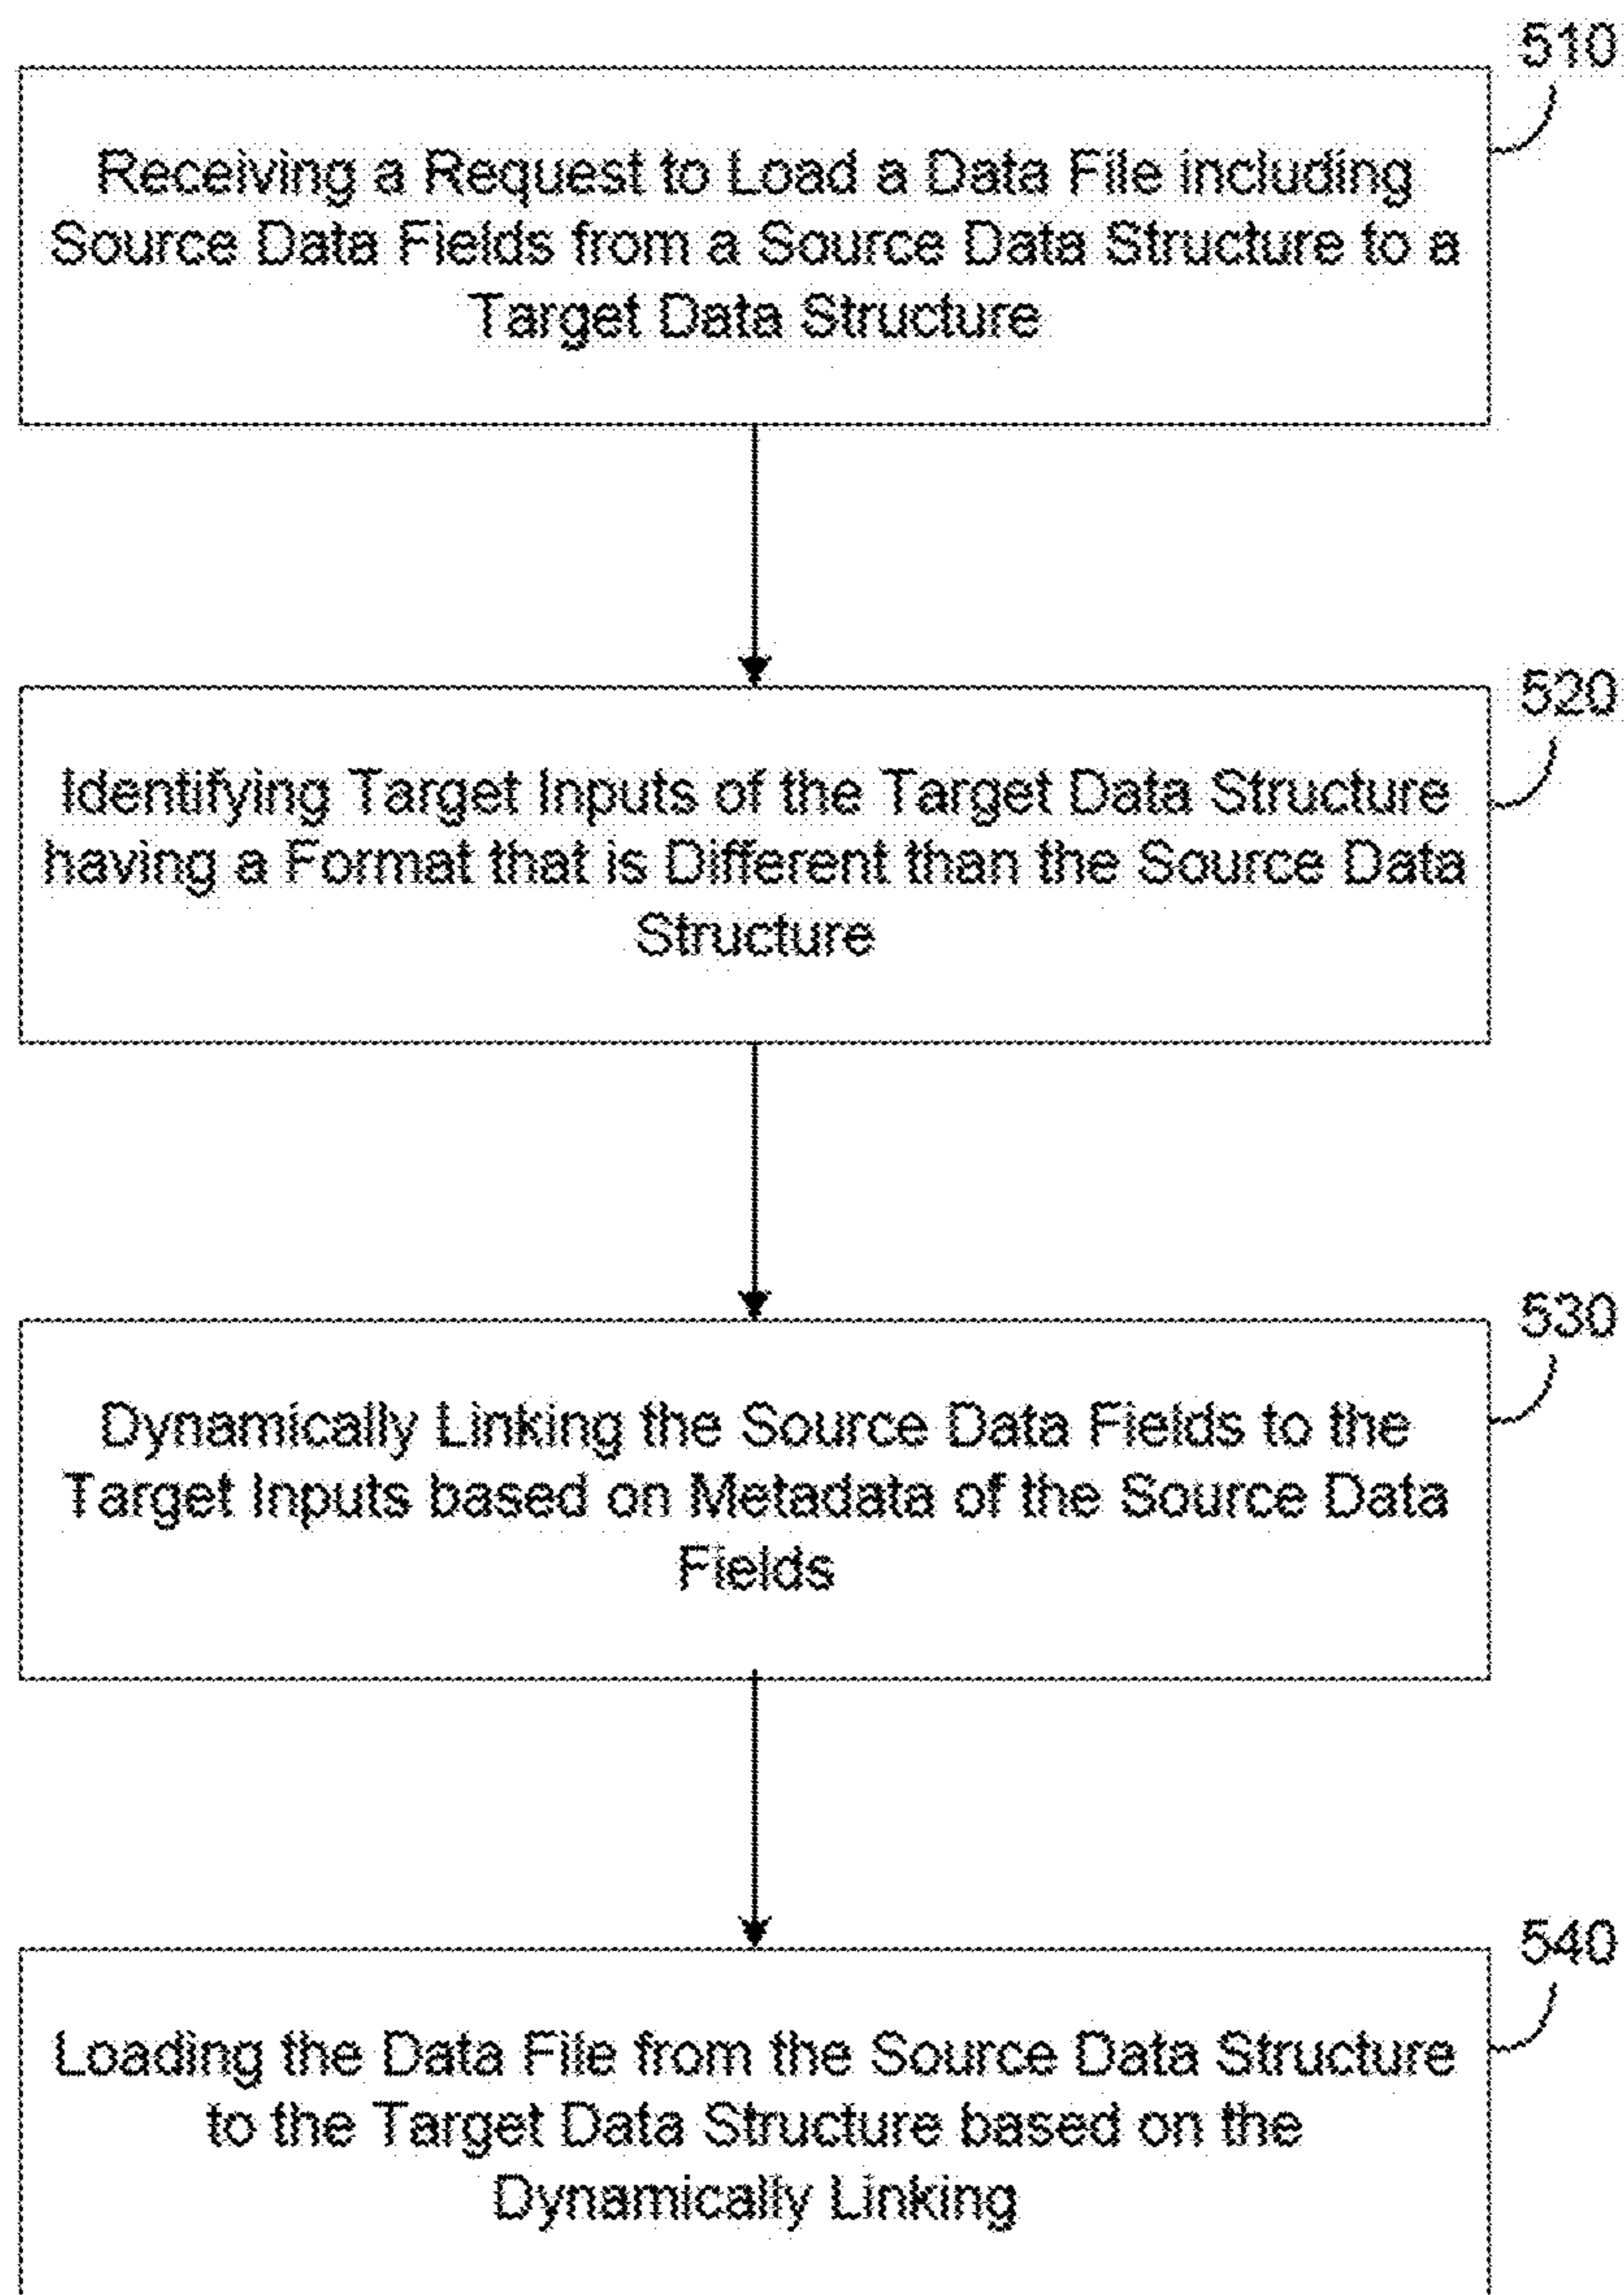 510
Receiving a Request to Load a Data File including
Source Data Fields from a Source Data Structure to a
Target Data Structure
520
Identifying Target Inputs of the Target Data Structure
having a Format that is Different than the Source Data
Structure
530
Dynamically Linking the Source Data Fields to the
Target Inputs based on Metadata of the Source Data
Fields
540
Loading the Data File from the Source Data Structure
to the Target Data Structure based on the
Dynamically Linking